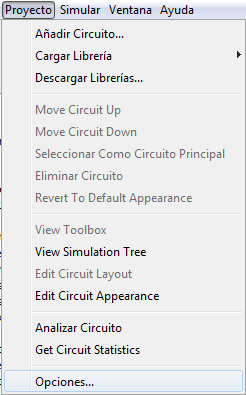 Proyecto Simular Ventana Ayuda
Añadir Circuito...
Cargar Librería
Descargar Librerías...
Move Circuit Up
Move Circuit Down
Seleccionar Como Circuito Principal
Eliminar Circuito
Revert To Default Appearance
View Toolbox
View Simulation Tree
Edit Circuit Layout
Edit Circuit Appearance
Analizar Circuito
Get Circuit Statistics
Opciones...